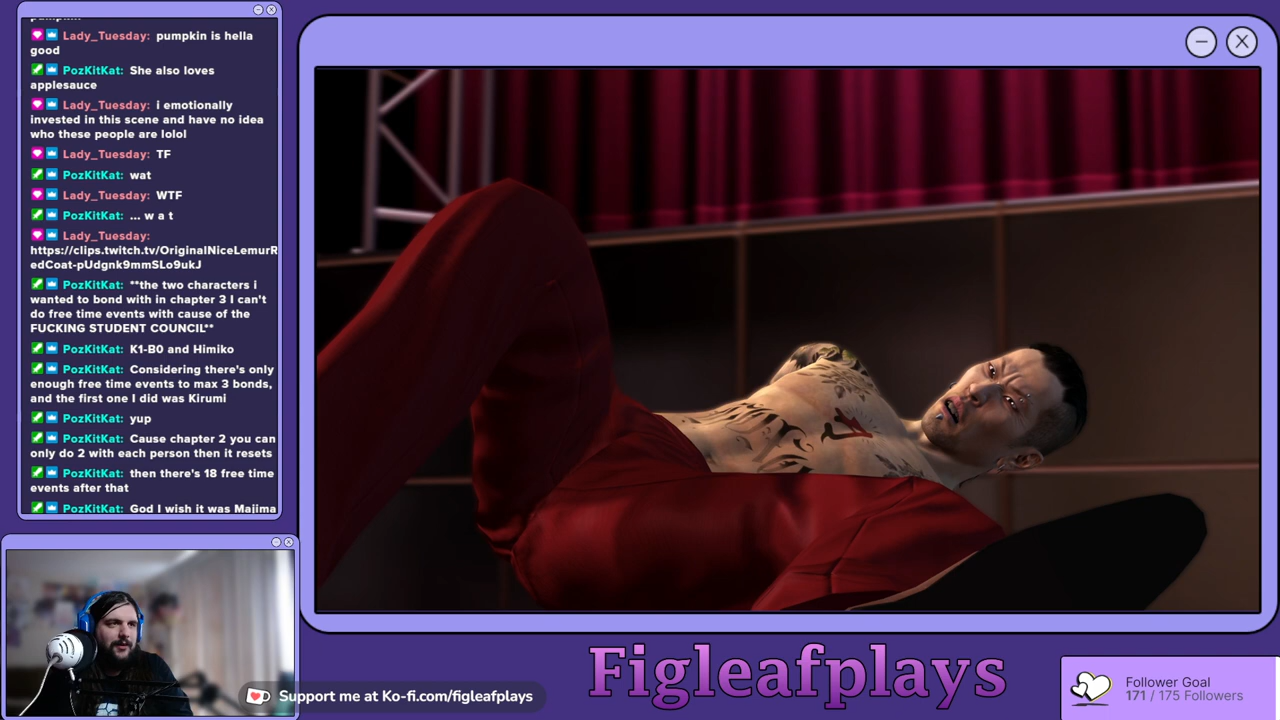 Lady_Tuesday: pumpkin is hella
good
PozKitKat: She also loves
applesauce
Lady_Tuesday: i emotionally
invested in this scene and have no idea
who these people are lolol
Lady_Tuesday: TF
PozKitKat: wat
Lady_Tuesday: WTF
PozKitKat: ... w a t
Lady_Tuesday:
https://clips.twitch.tv/OriginalNiceLemurR
edCoat-pUdgnk9mmSLo9ukJ
PozKitKat: **the two characters i
wanted to bond with in chapter 3 I can't
do free time events with cause of the
FUCKING STUDENT COUNCIL**
PozKitKat: K1-B0 and Himiko
PozKitKat: Considering there's only
enough free time events to max 3 bonds,
and the first one I did was Kirumi
PozKitKat: yup
PozKitKat: Cause chapter 2 you can
only do 2 with each person then it resets
PozKitKat: then there's 18 free time
events after that
PozKitKat: God I wish it was Majima
Support me at Ko-fi.com/figleafplays
Figleafplays
Follower Goal
171 / 175 Followers